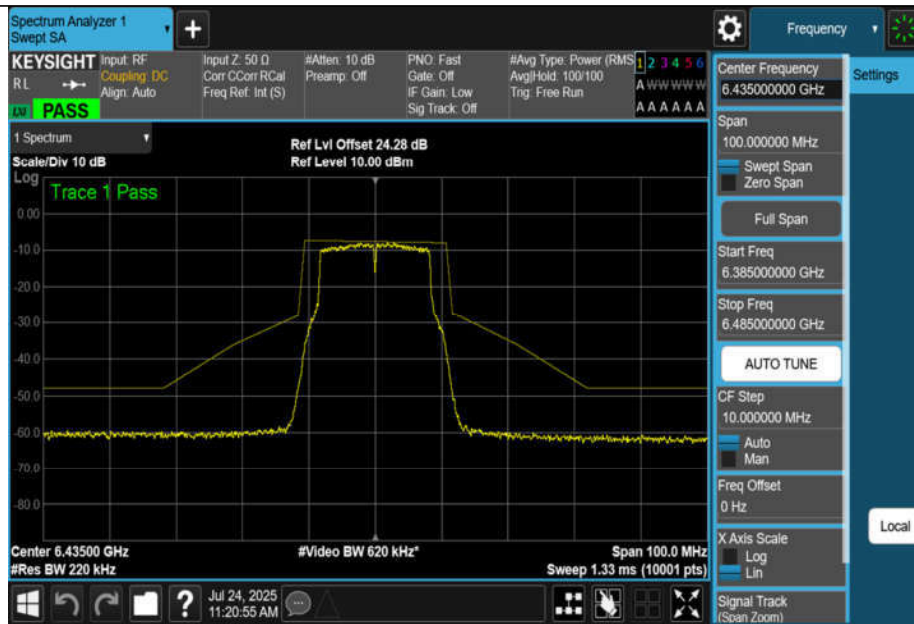 Spectrum Analyzer 1
Swept SA
Frequency
KEYSIGHT
RL
PASS
Input: RF
Coupling: DC
Align: Auto
Input Z: 50 Ω
Corr CCorr RCal
Freq Ref: Int (S)
#Atten: 10 dB
Preamp: Off
PNO: Fast
Gate: Off
IF Gain: Low
Sig Track: Off
#Avg Type: Power (RMS
Avg|Hold: 100/100
Trig: Free Run
1 2 3 4 5 6
A W W W W W
A A A A A A
1 Spectrum
Scale/Div 10 dB
Log
Ref Lvl Offset 24.28 dB
Ref Level 10.00 dBm
Trace 1 Pass
0.00
-10.0
-20.0
-30.0
-40.0
-50.0
-60.0
-70.0
-80.0
Center 6.43500 GHz
#Res BW 220 kHz
#Video BW 620 kHz*
Span 100.0 MHz
Sweep 1.33 ms (10001 pts)
Jul 24, 2025
11:20:55 AM
Center Frequency
6.435000000 GHz
Span
100.000000 MHz
Swept Span
Zero Span
Full Span
Start Freq
6.385000000 GHz
Stop Freq
6.485000000 GHz
AUTO TUNE
CF Step
10.000000 MHz
Auto
Man
Freq Offset
0 Hz
X Axis Scale
Log
Lin
Signal Track
(Span Zoom)
Settings
Local